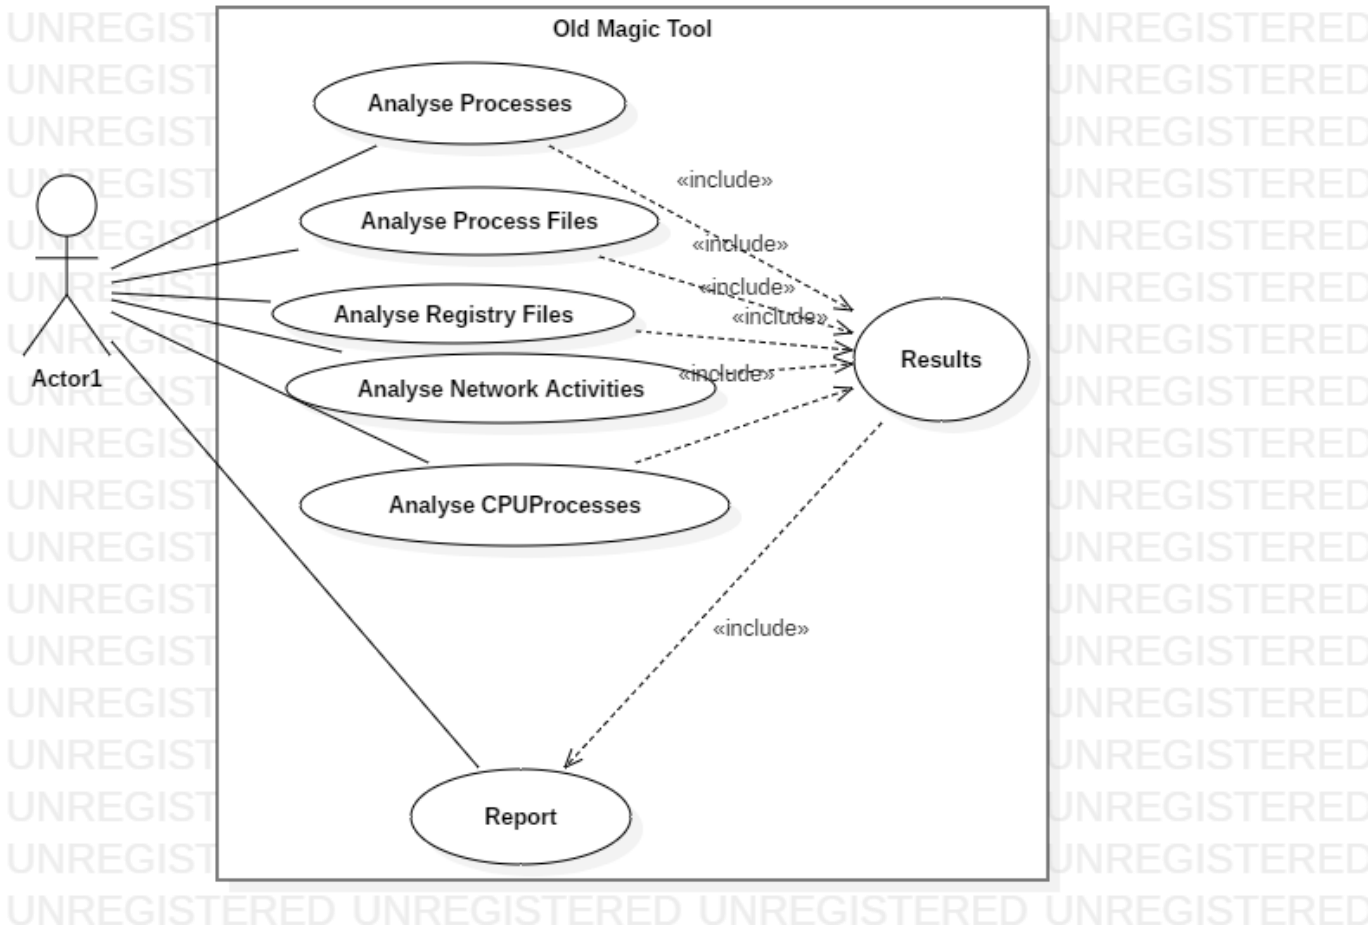 Old Magic Tool
Analyse Processes
«include»
Analyse Process Files
«include»
«include»
Analyse Registry Files
«include»
Actor1
Analyse Network Activities
«include»
Results
Analyse CPUProcesses
«include»
Report
UNREGISTERED UNREGISTERED UNREGISTERED UNREGISTERED